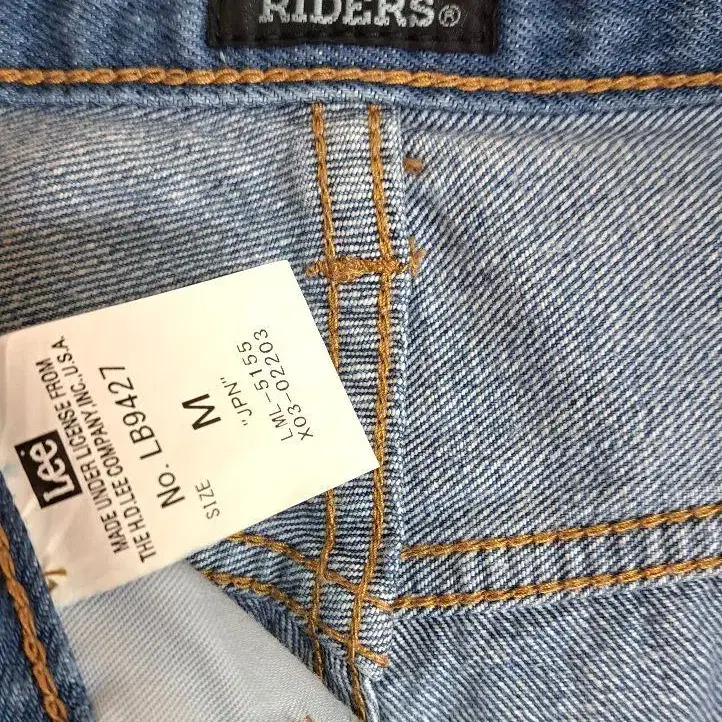 RIDERS®
Lee
MADE UNDER LICENSE FROM
THE H.D.LEE COMPANY INC., U.S.A.
No. LB9427
SIZE M
"JPN"
LML-5155
X03-02203